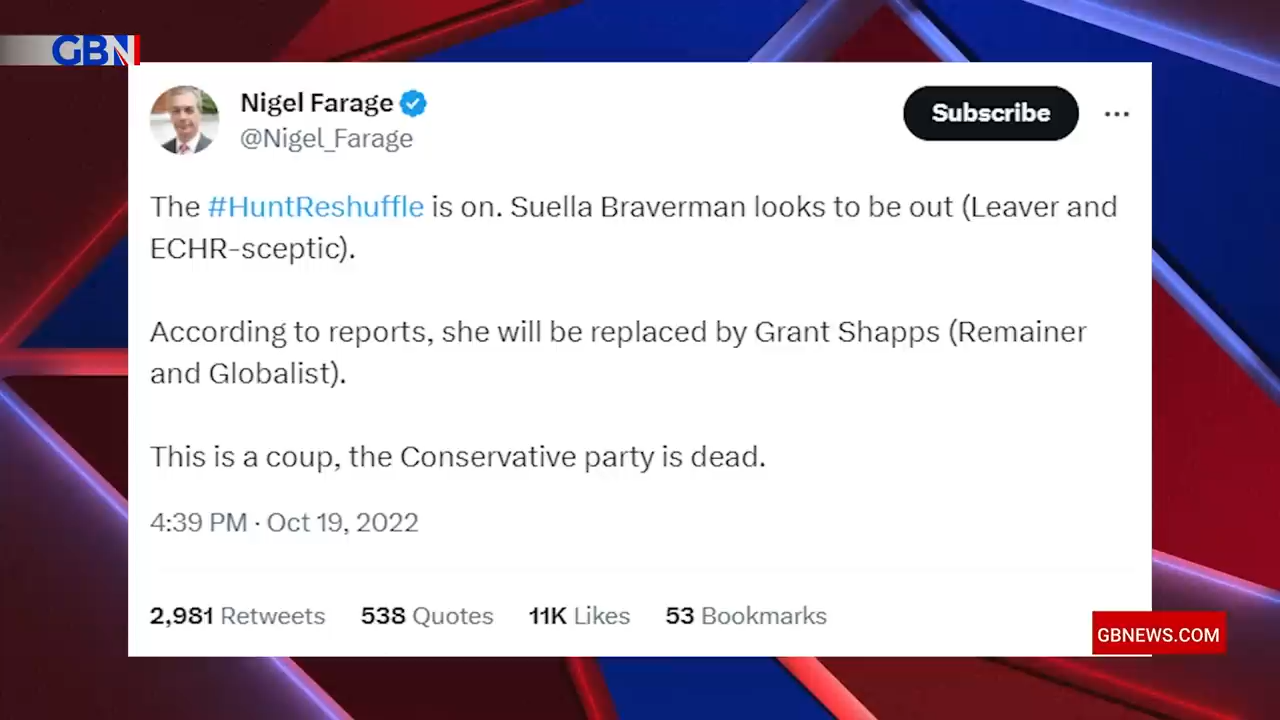 GBN
Nigel Farage
@Nigel_Farage
Subscribe
The #HuntReshuffle is on. Suella Braverman looks to be out (Leaver and
ECHR-sceptic).
According to reports, she will be replaced by Grant Shapps (Remainer
and Globalist).
This is a coup, the Conservative party is dead.
4:39 PM · Oct 19, 2022
2,981 Retweets 538 Quotes 11K Likes 53 Bookmarks
GBNEWS.COM